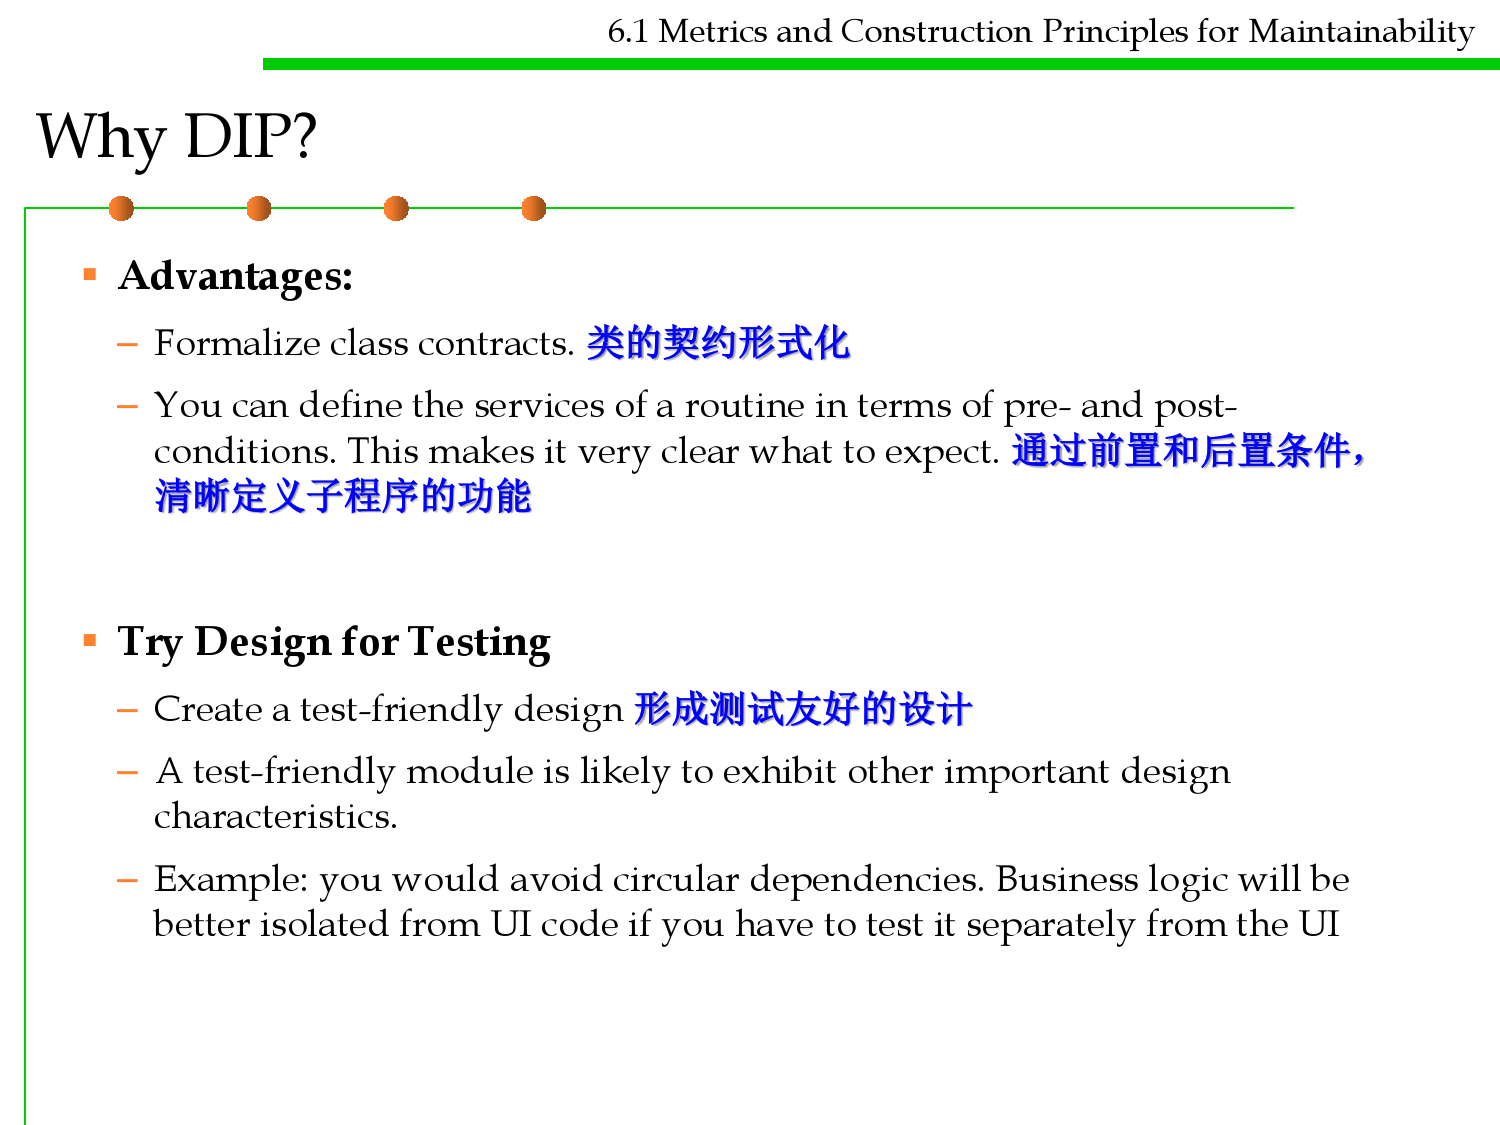 6.1 Metrics and Construction Principles for Maintainability
Why DIP?
▪ Advantages:
– Formalize class contracts. 类的契约形式化
– You can define the services of a routine in terms of pre- and post-
conditions. This makes it very clear what to expect. 通过前置和后置条件，
清晰定义子程序的功能
▪ Try Design for Testing
– Create a test-friendly design 形成测试友好的设计
– A test-friendly module is likely to exhibit other important design
characteristics.
– Example: you would avoid circular dependencies. Business logic will be
better isolated from UI code if you have to test it separately from the UI